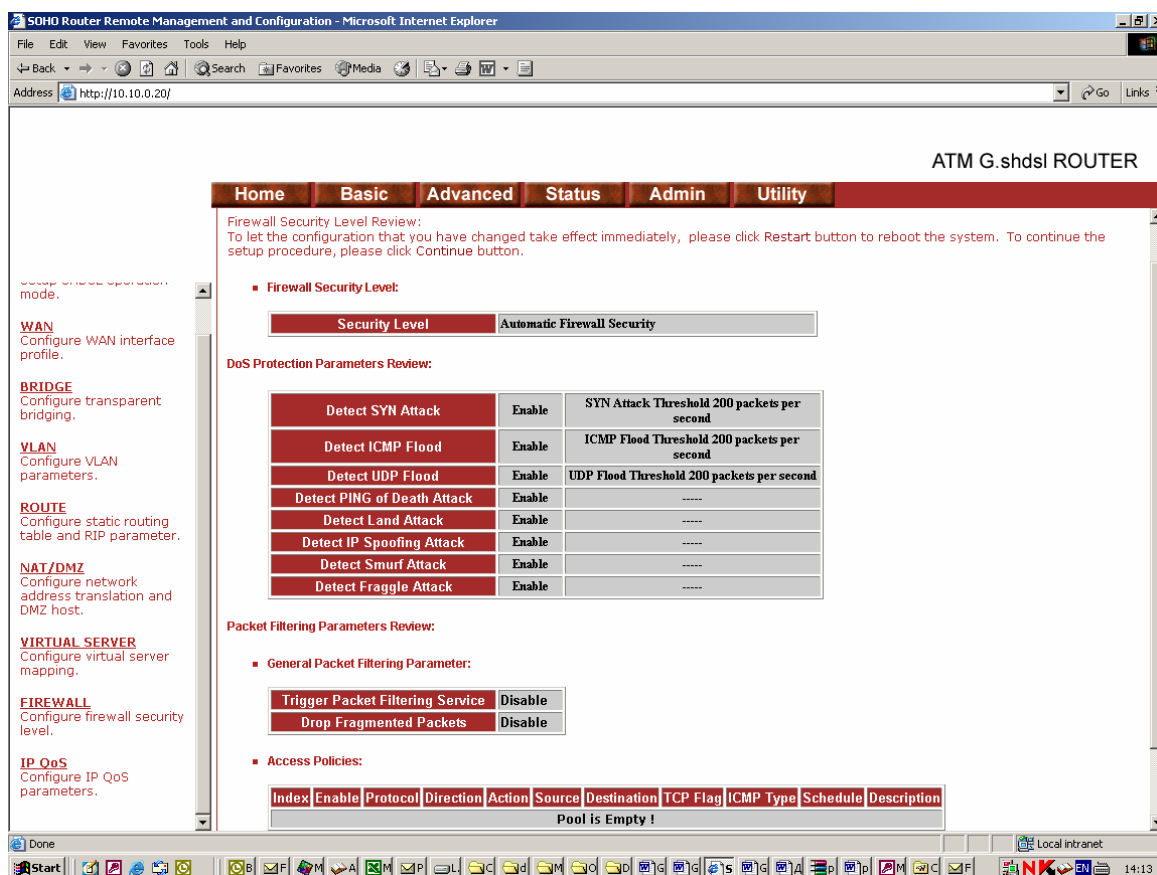 SOHO Router Remote Management and Configuration - Microsoft Internet Explorer
File Edit View Favorites Tools Help
Back Search Favorites Media
Address http://10.10.0.20/ Go Links
ATM G.shdsl ROUTER
Home Basic Advanced Status Admin Utility
mode.
WAN
Configure WAN interface
profile.
BRIDGE
Configure transparent
bridging.
VLAN
Configure VLAN
parameters.
ROUTE
Configure static routing
table and RIP parameter.
NAT/DMZ
Configure network
address translation and
DMZ host.
VIRTUAL SERVER
Configure virtual server
mapping.
FIREWALL
Configure firewall security
level.
IP QoS
Configure IP QoS
parameters.
Firewall Security Level Review:
To let the configuration that you have changed take effect immediately, please click Restart button to reboot the system. To continue the
setup procedure, please click Continue button.
Firewall Security Level:
Security Level Automatic Firewall Security
DoS Protection Parameters Review:
Detect SYN Attack Enable SYN Attack Threshold 200 packets per
second
Detect ICMP Flood Enable ICMP Flood Threshold 200 packets per
second
Detect UDP Flood Enable UDP Flood Threshold 200 packets per second
Detect PING of Death Attack Enable -----
Detect Land Attack Enable -----
Detect IP Spoofing Attack Enable -----
Detect Smurf Attack Enable -----
Detect Fraggle Attack Enable -----
Packet Filtering Parameters Review:
General Packet Filtering Parameter:
Trigger Packet Filtering Service Disable
Drop Fragmented Packets Disable
Access Policies:
Index Enable Protocol Direction Action Source Destination TCP Flag ICMP Type Schedule Description
Pool is Empty !
Done Local intranet
Start B F M A M P L C d M O D G G S G Д p p M C F EN 14:13